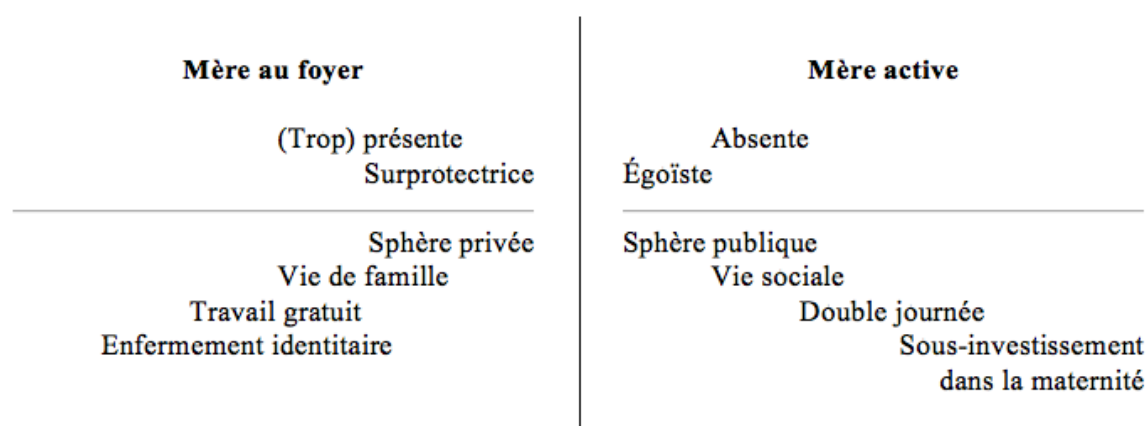 Mère au foyer
(Trop) présente
Surprotectrice
Sphère privée
Vie de famille
Travail gratuit
Enfermement identitaire
Mère active
Absente
Égoïste
Sphère publique
Vie sociale
Double journée
Sous-investissement
dans la maternité